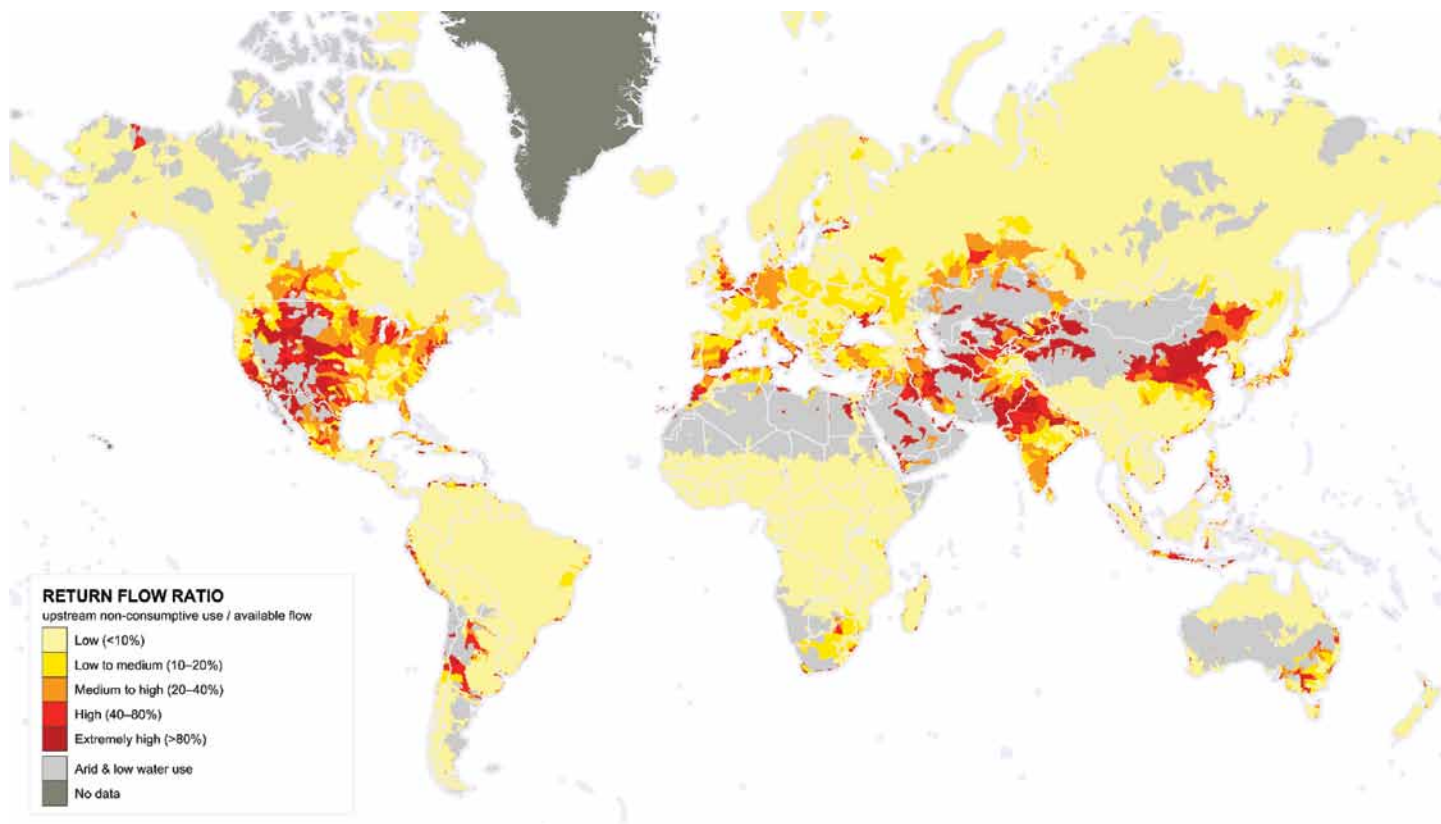 RETURN FLOW RATIO
upstream non-consumptive use / available flow
Low (<10%)
Low to medium (10–20%)
Medium to high (20–40%)
High (40–80%)
Extremely high (>80%)
Arid & low water use
No data